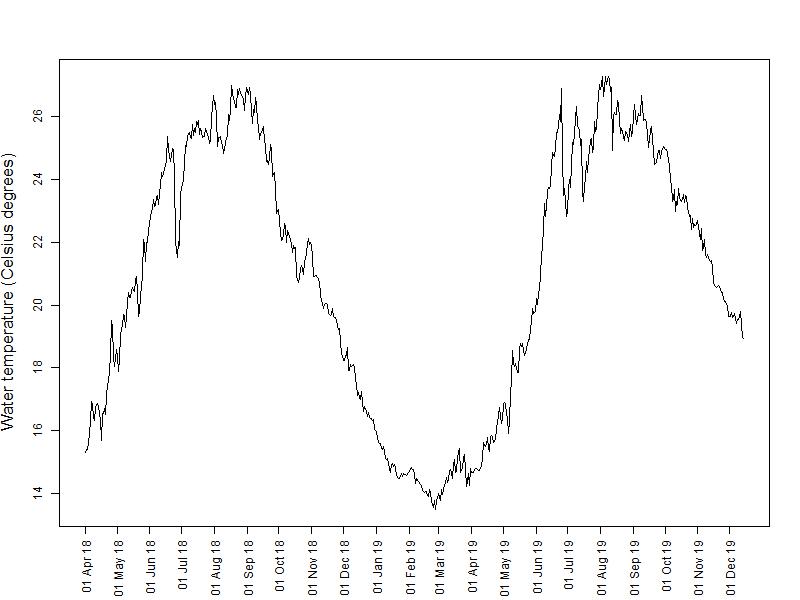 Water temperature (Celsius degrees)
26
24
22
20
18
16
14
01 Apr 18
01 May 18
01 Jun 18
01 Jul 18
01 Aug 18
01 Sep 18
01 Oct 18
01 Nov 18
01 Dec 18
01 Jan 19
01 Feb 19
01 Mar 19
01 Apr 19
01 May 19
01 Jun 19
01 Jul 19
01 Aug 19
01 Sep 19
01 Oct 19
01 Nov 19
01 Dec 19